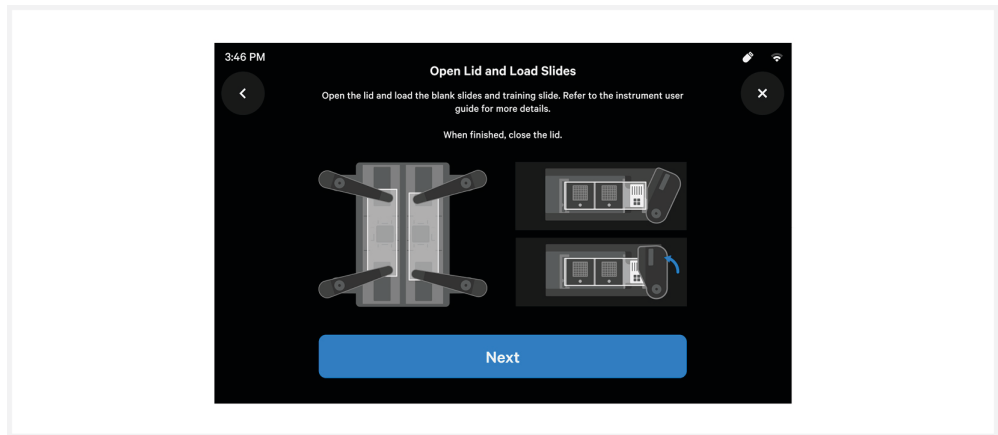 3:46 PM
Open Lid and Load Slides
Open the lid and load the blank slides and training slide. Refer to the instrument user
guide for more details.
When finished, close the lid.
Next